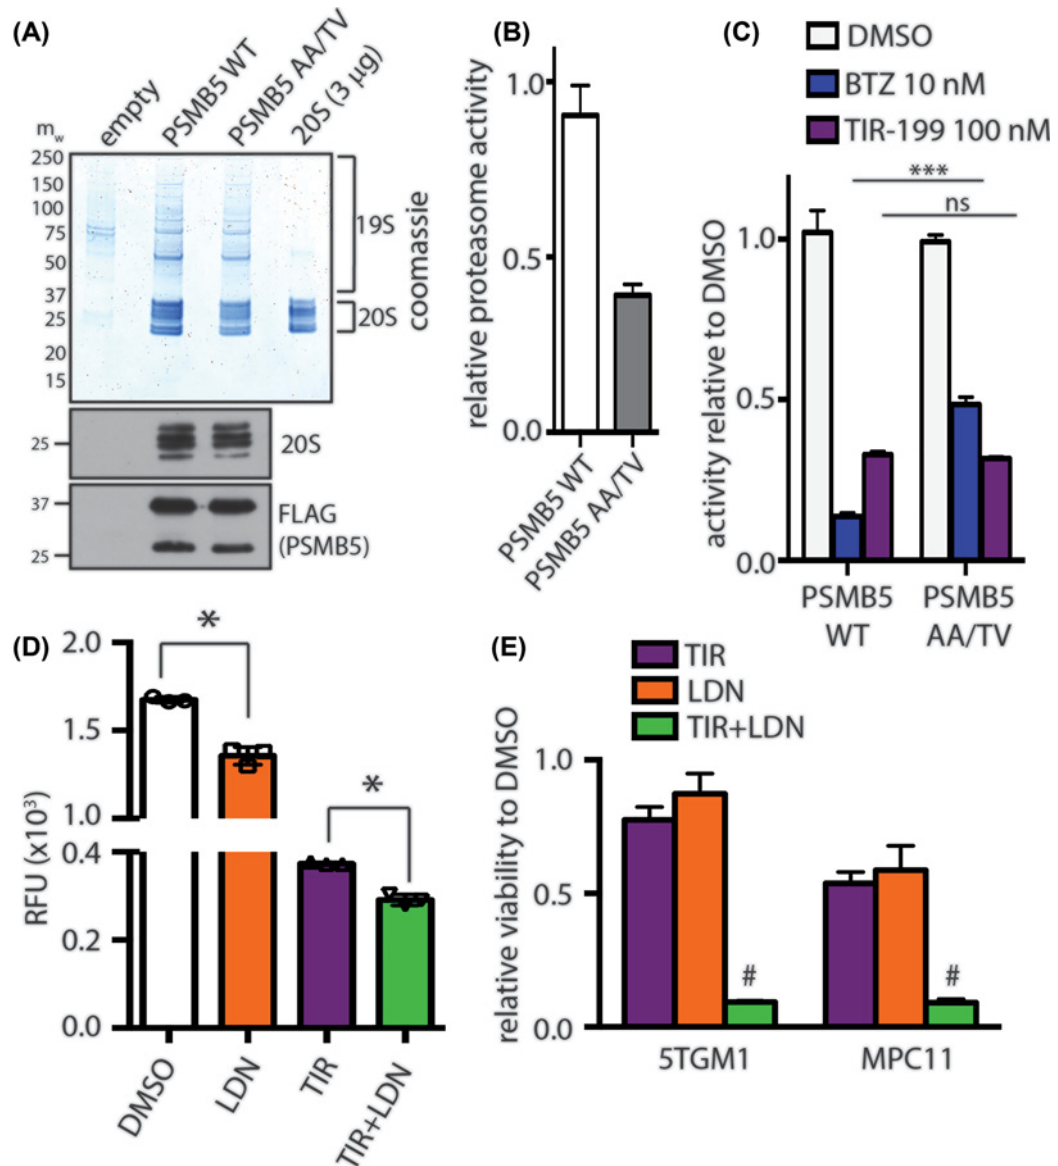 (A)
empty
PSMB5 WT
PSMB5 AA/TV
20S (3 μg)
mw
250
150
100
75
50
37
25
20
15
19S
20S
coomassie
25
20S
37
25
FLAG
(PSMB5)
(B)
relative proteasome activity
1.0
0.5
0.0
PSMB5 WT
PSMB5 AA/TV
(C)
DMSO
BTZ 10 nM
TIR-199 100 nM
activity relative to DMSO
***
ns
1.0
0.5
0.0
PSMB5
WT
PSMB5
AA/TV
(D)
RFU (x10³)
2.0
1.5
1.0
0.4
0.2
0.0
*
*
DMSO
LDN
TIR
TIR+LDN
(E)
TIR
LDN
TIR+LDN
relative viability to DMSO
1.0
0.5
0.0
#
#
5TGM1
MPC11